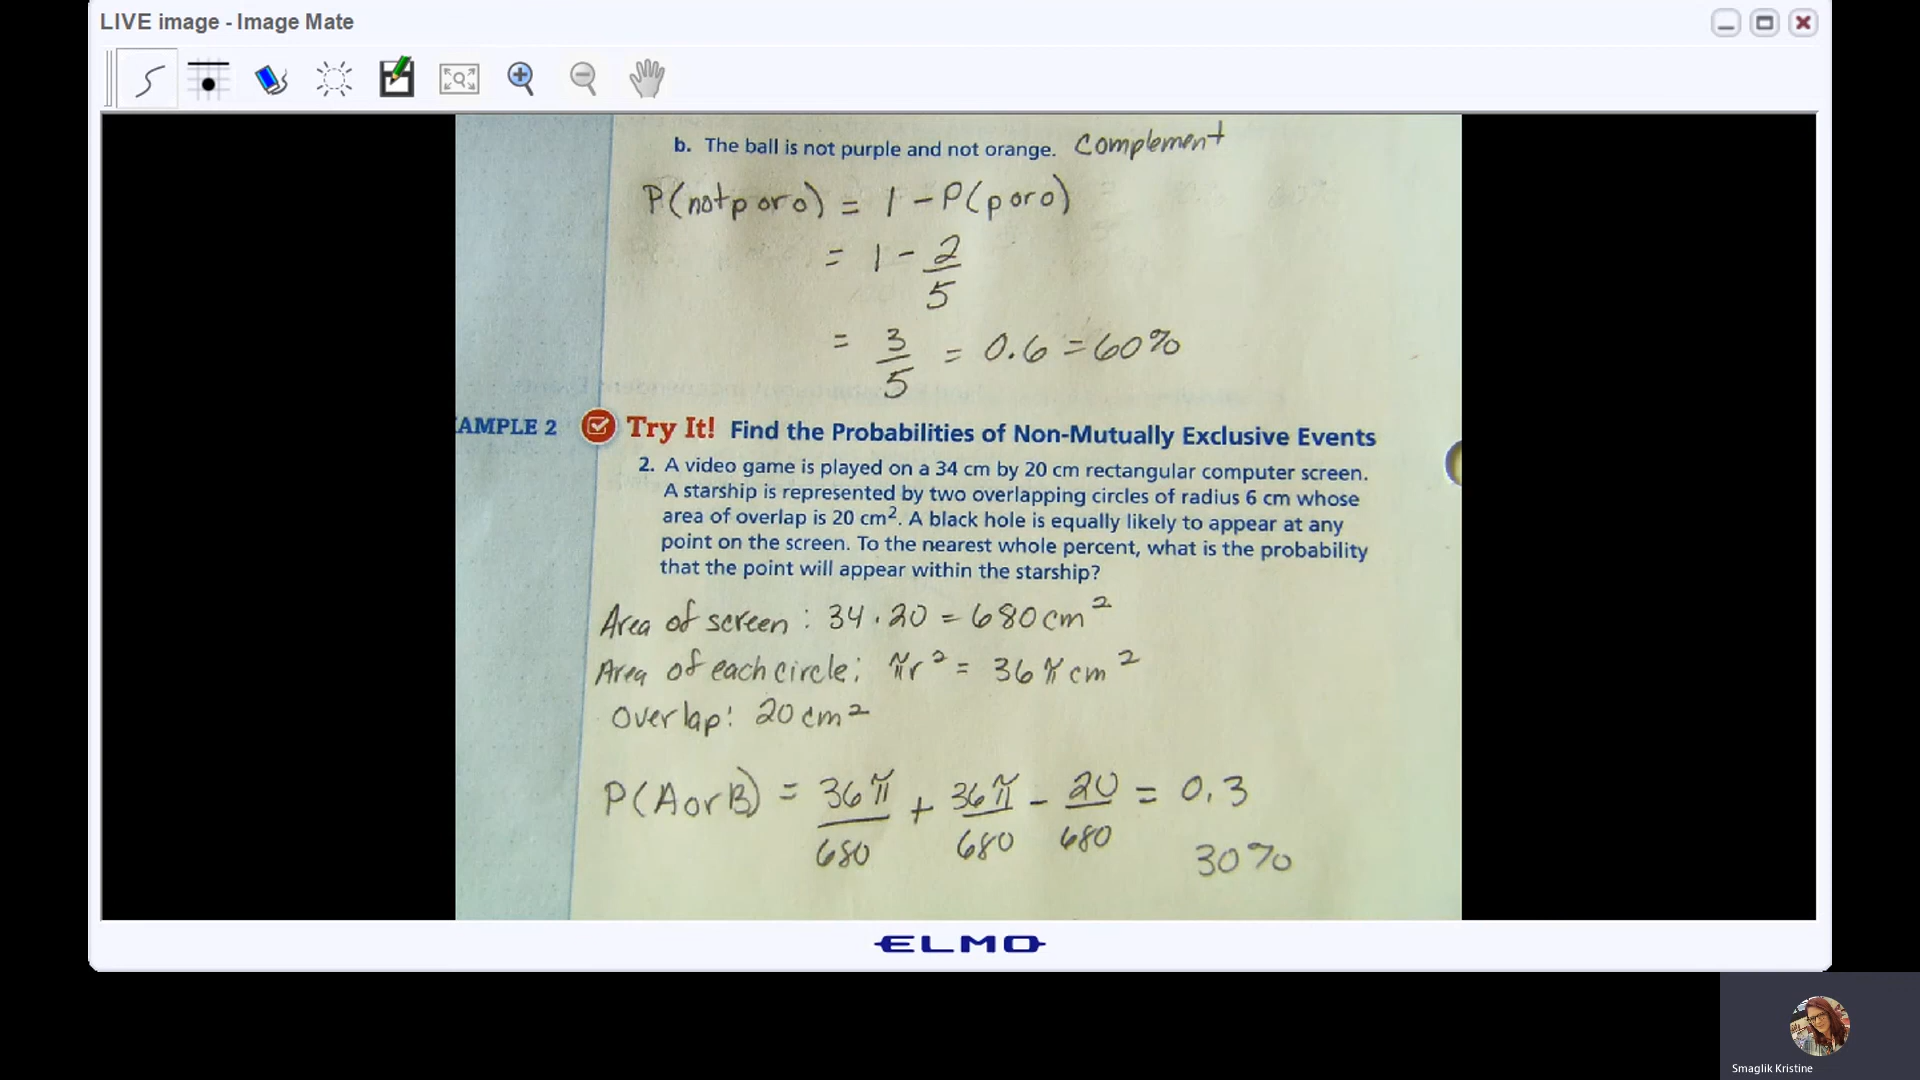 LIVE image - Image Mate
b. The ball is not purple and not orange. Complement
P(not p or o) = 1 - P(p or o)
= 1 - 2/5
= 3/5 = 0.6 = 60%
AMPLE 2 Try It! Find the Probabilities of Non-Mutually Exclusive Events
2. A video game is played on a 34 cm by 20 cm rectangular computer screen.
A starship is represented by two overlapping circles of radius 6 cm whose
area of overlap is 20 cm². A black hole is equally likely to appear at any
point on the screen. To the nearest whole percent, what is the probability
that the point will appear within the starship?
Area of screen: 34 · 20 = 680 cm²
Area of each circle: πr² = 36π cm²
Overlap: 20 cm²
P(A or B) = 36π/680 + 36π/680 - 20/680 = 0.3
30%
ELMO
Smaglik Kristine